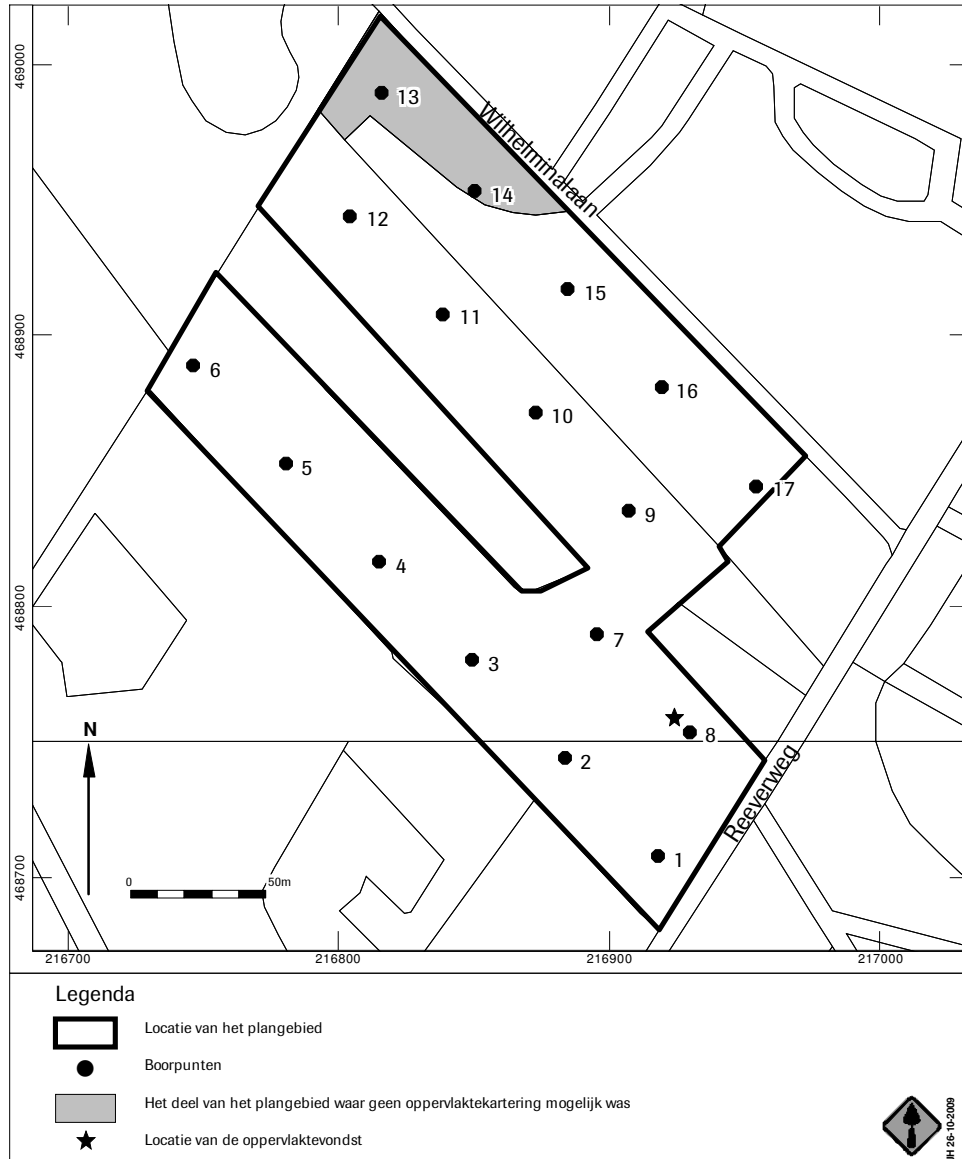 469000
468900
468800
468700
Wilhelminalaan
Reeverweg
13
14
12
15
11
6
16
10
5
17
9
4
7
3
8
2
1
N
0
50m
216700
216800
216900
217000
Legenda
Locatie van het plangebied
Boorpunten
Het deel van het plangebied waar geen oppervlaktekartering mogelijk was
Locatie van de oppervlaktevondst
IH 26-10-2009